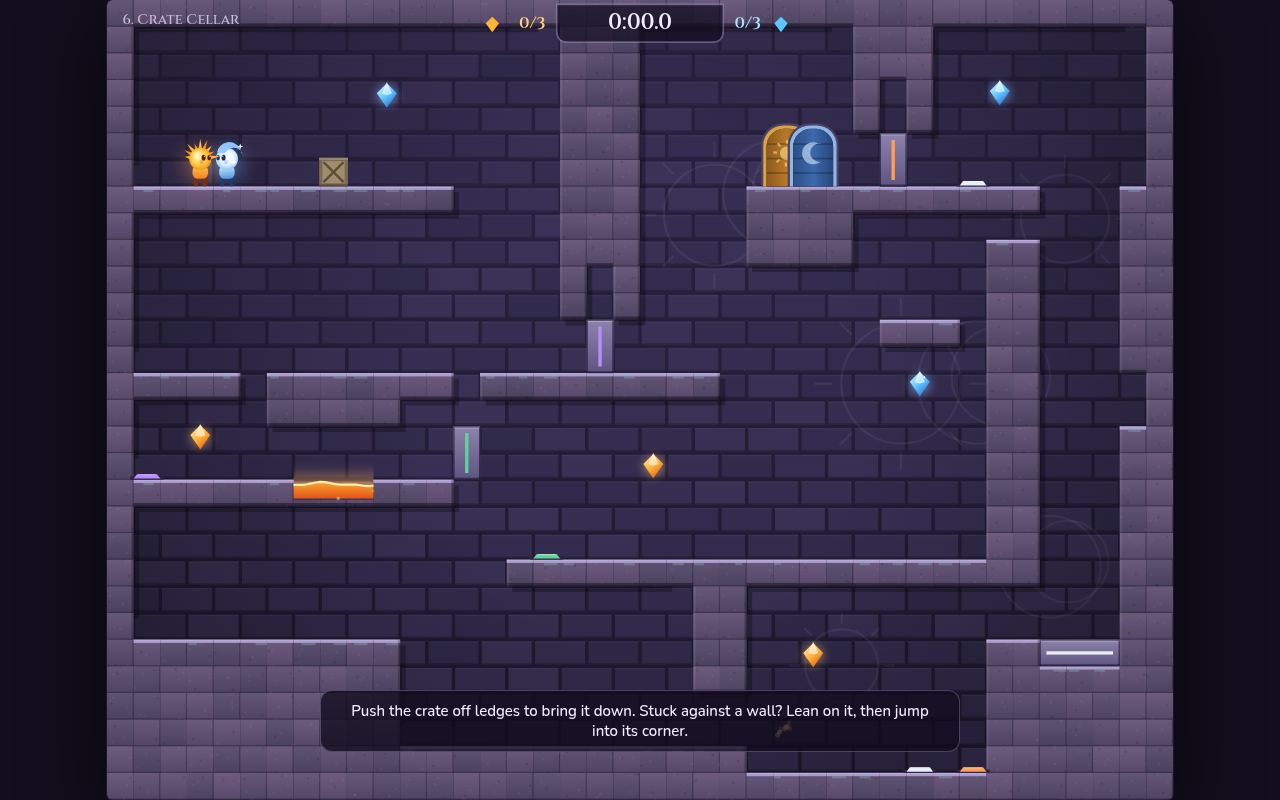 6. Crate Cellar
0/3
0:00.0
0/3
Push the crate off ledges to bring it down. Stuck against a wall? Lean on it, then jump
into its corner.